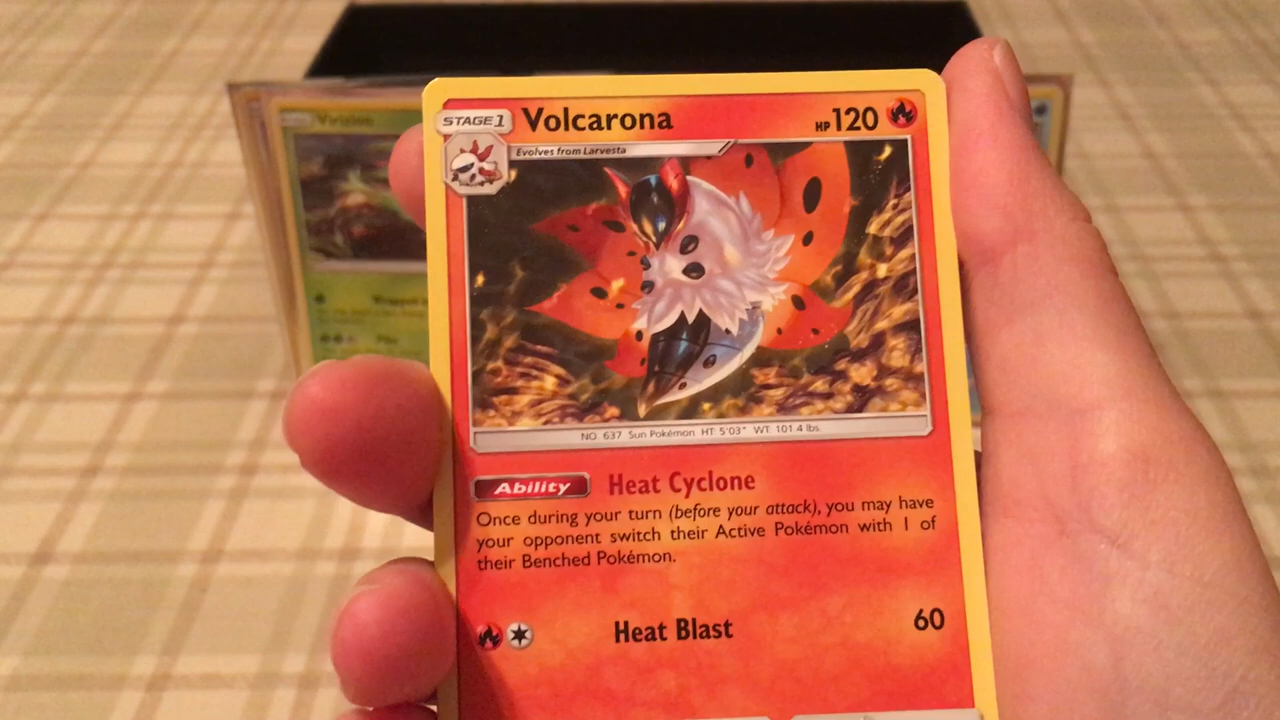 STAGE1 Volcarona HP 120
Evolves from Larvesta
NO. 637 Sun Pokémon HT: 5'03" WT: 101.4 lbs.
Ability Heat Cyclone
Once during your turn (before your attack), you may have
your opponent switch their Active Pokémon with 1 of
their Benched Pokémon.
Heat Blast 60
Virizion